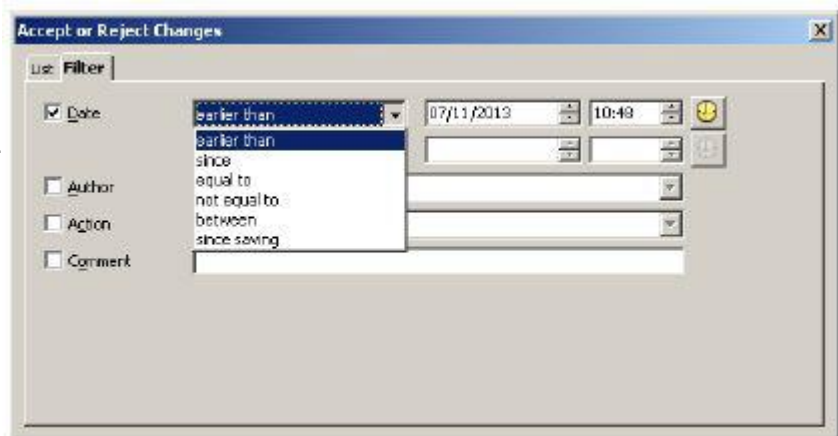 Accept or Reject Changes
List Filter
Date earlier than 07/11/2013 10:48
earlier than
since
equal to
Author
not equal to
Action
between
since saving
Comment